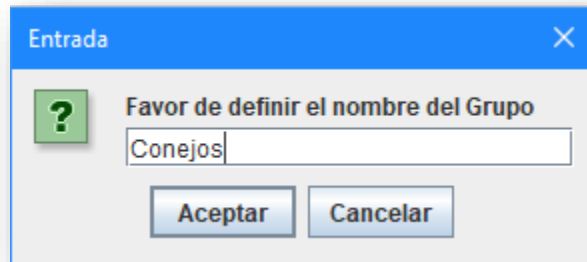 Entrada
?
Favor de definir el nombre del Grupo
Conejos
Aceptar Cancelar